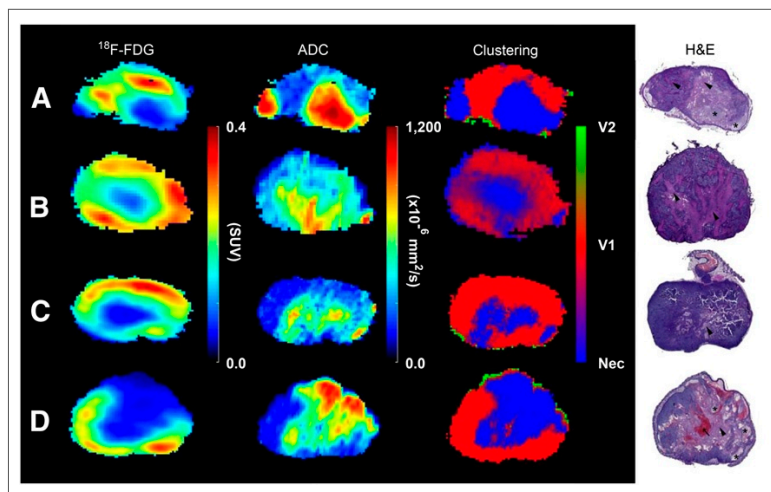 18F-FDG ADC Clustering H&E
A
0.4 1,200 V2
B
(SUV) (x10-6 mm2/s) V1
C
0.0 0.0 Nec
D